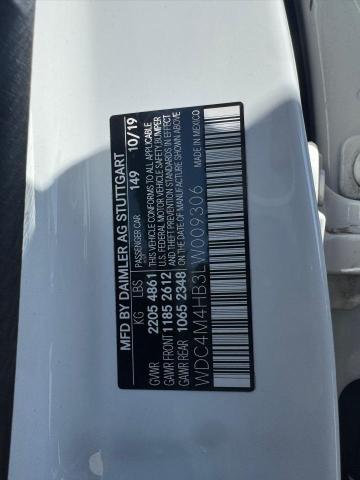 MFD BY DAIMLER AG STUTTGART 10/19
KG LBS PASSENGER CAR 149
GVWR 2205 4861 THIS VEHICLE CONFORMS TO ALL APPLICABLE
GAWR FRONT 1185 2612 U.S. FEDERAL MOTOR VEHICLE SAFETY, BUMPER
AND THEFT PREVENTION STANDARDS IN EFFECT
GAWR REAR 1065 2348 ON THE DATE OF MANUFACTURE SHOWN ABOVE
WDC4M4HB3LW009306 MADE IN MEXICO